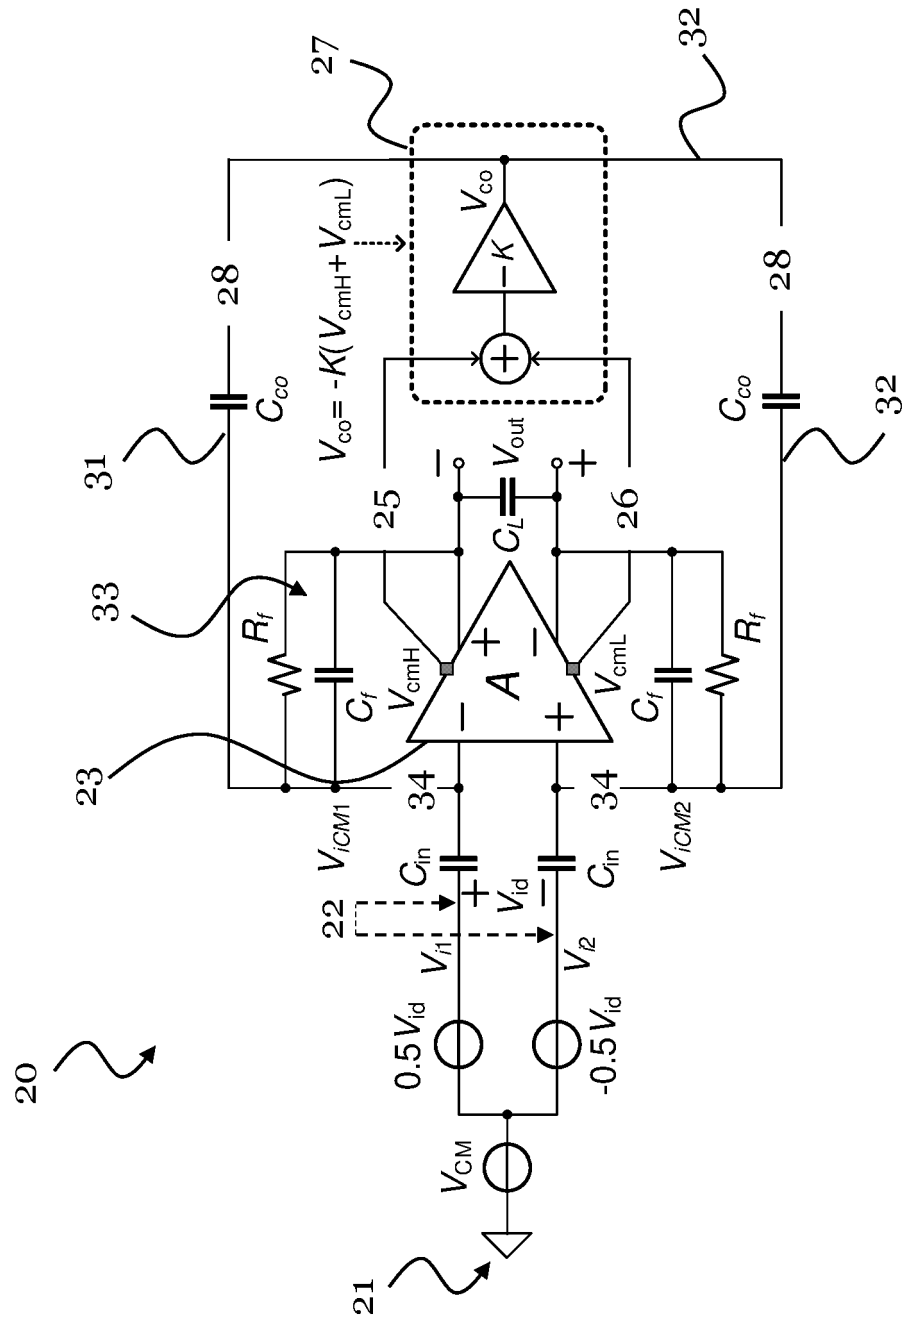 20
21
V_CM
0.5V_id
-0.5V_id
V_i1
V_i2
22
+
V_id
−
C_in
C_in
V_iCM1
34
34
V_iCM2
23
33
R_f
C_f
V_cmH
−
+
A
+
−
V_cmL
C_f
R_f
C_L
V_out
−
+
25
26
31
C_co
C_co
32
28
28
V_co = -K(V_cmH + V_cmL)
+
−K
V_co
27
32